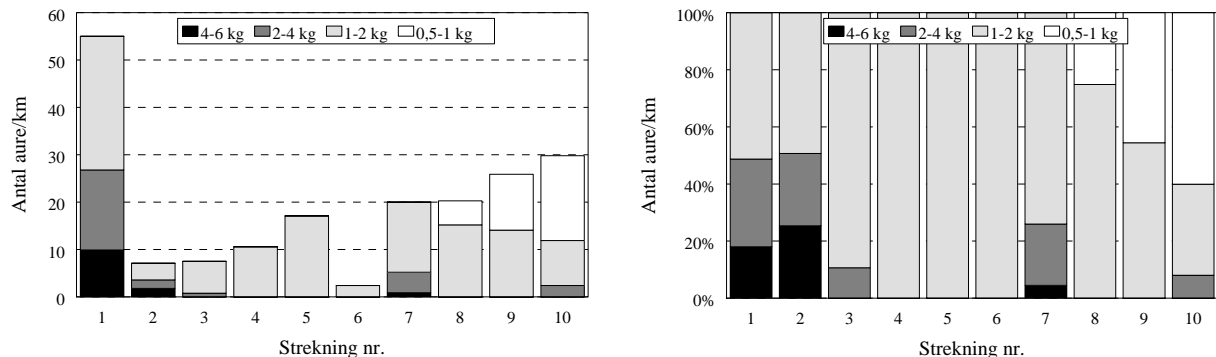 60
50
40
30
20
10
0
Antal aure/km
4-6 kg 2-4 kg 1-2 kg 0,5-1 kg
1 2 3 4 5 6 7 8 9 10
Strekning nr.
100%
80%
60%
40%
20%
0%
Antal aure/km
4-6 kg 2-4 kg 1-2 kg 0,5-1 kg
1 2 3 4 5 6 7 8 9 10
Strekning nr.